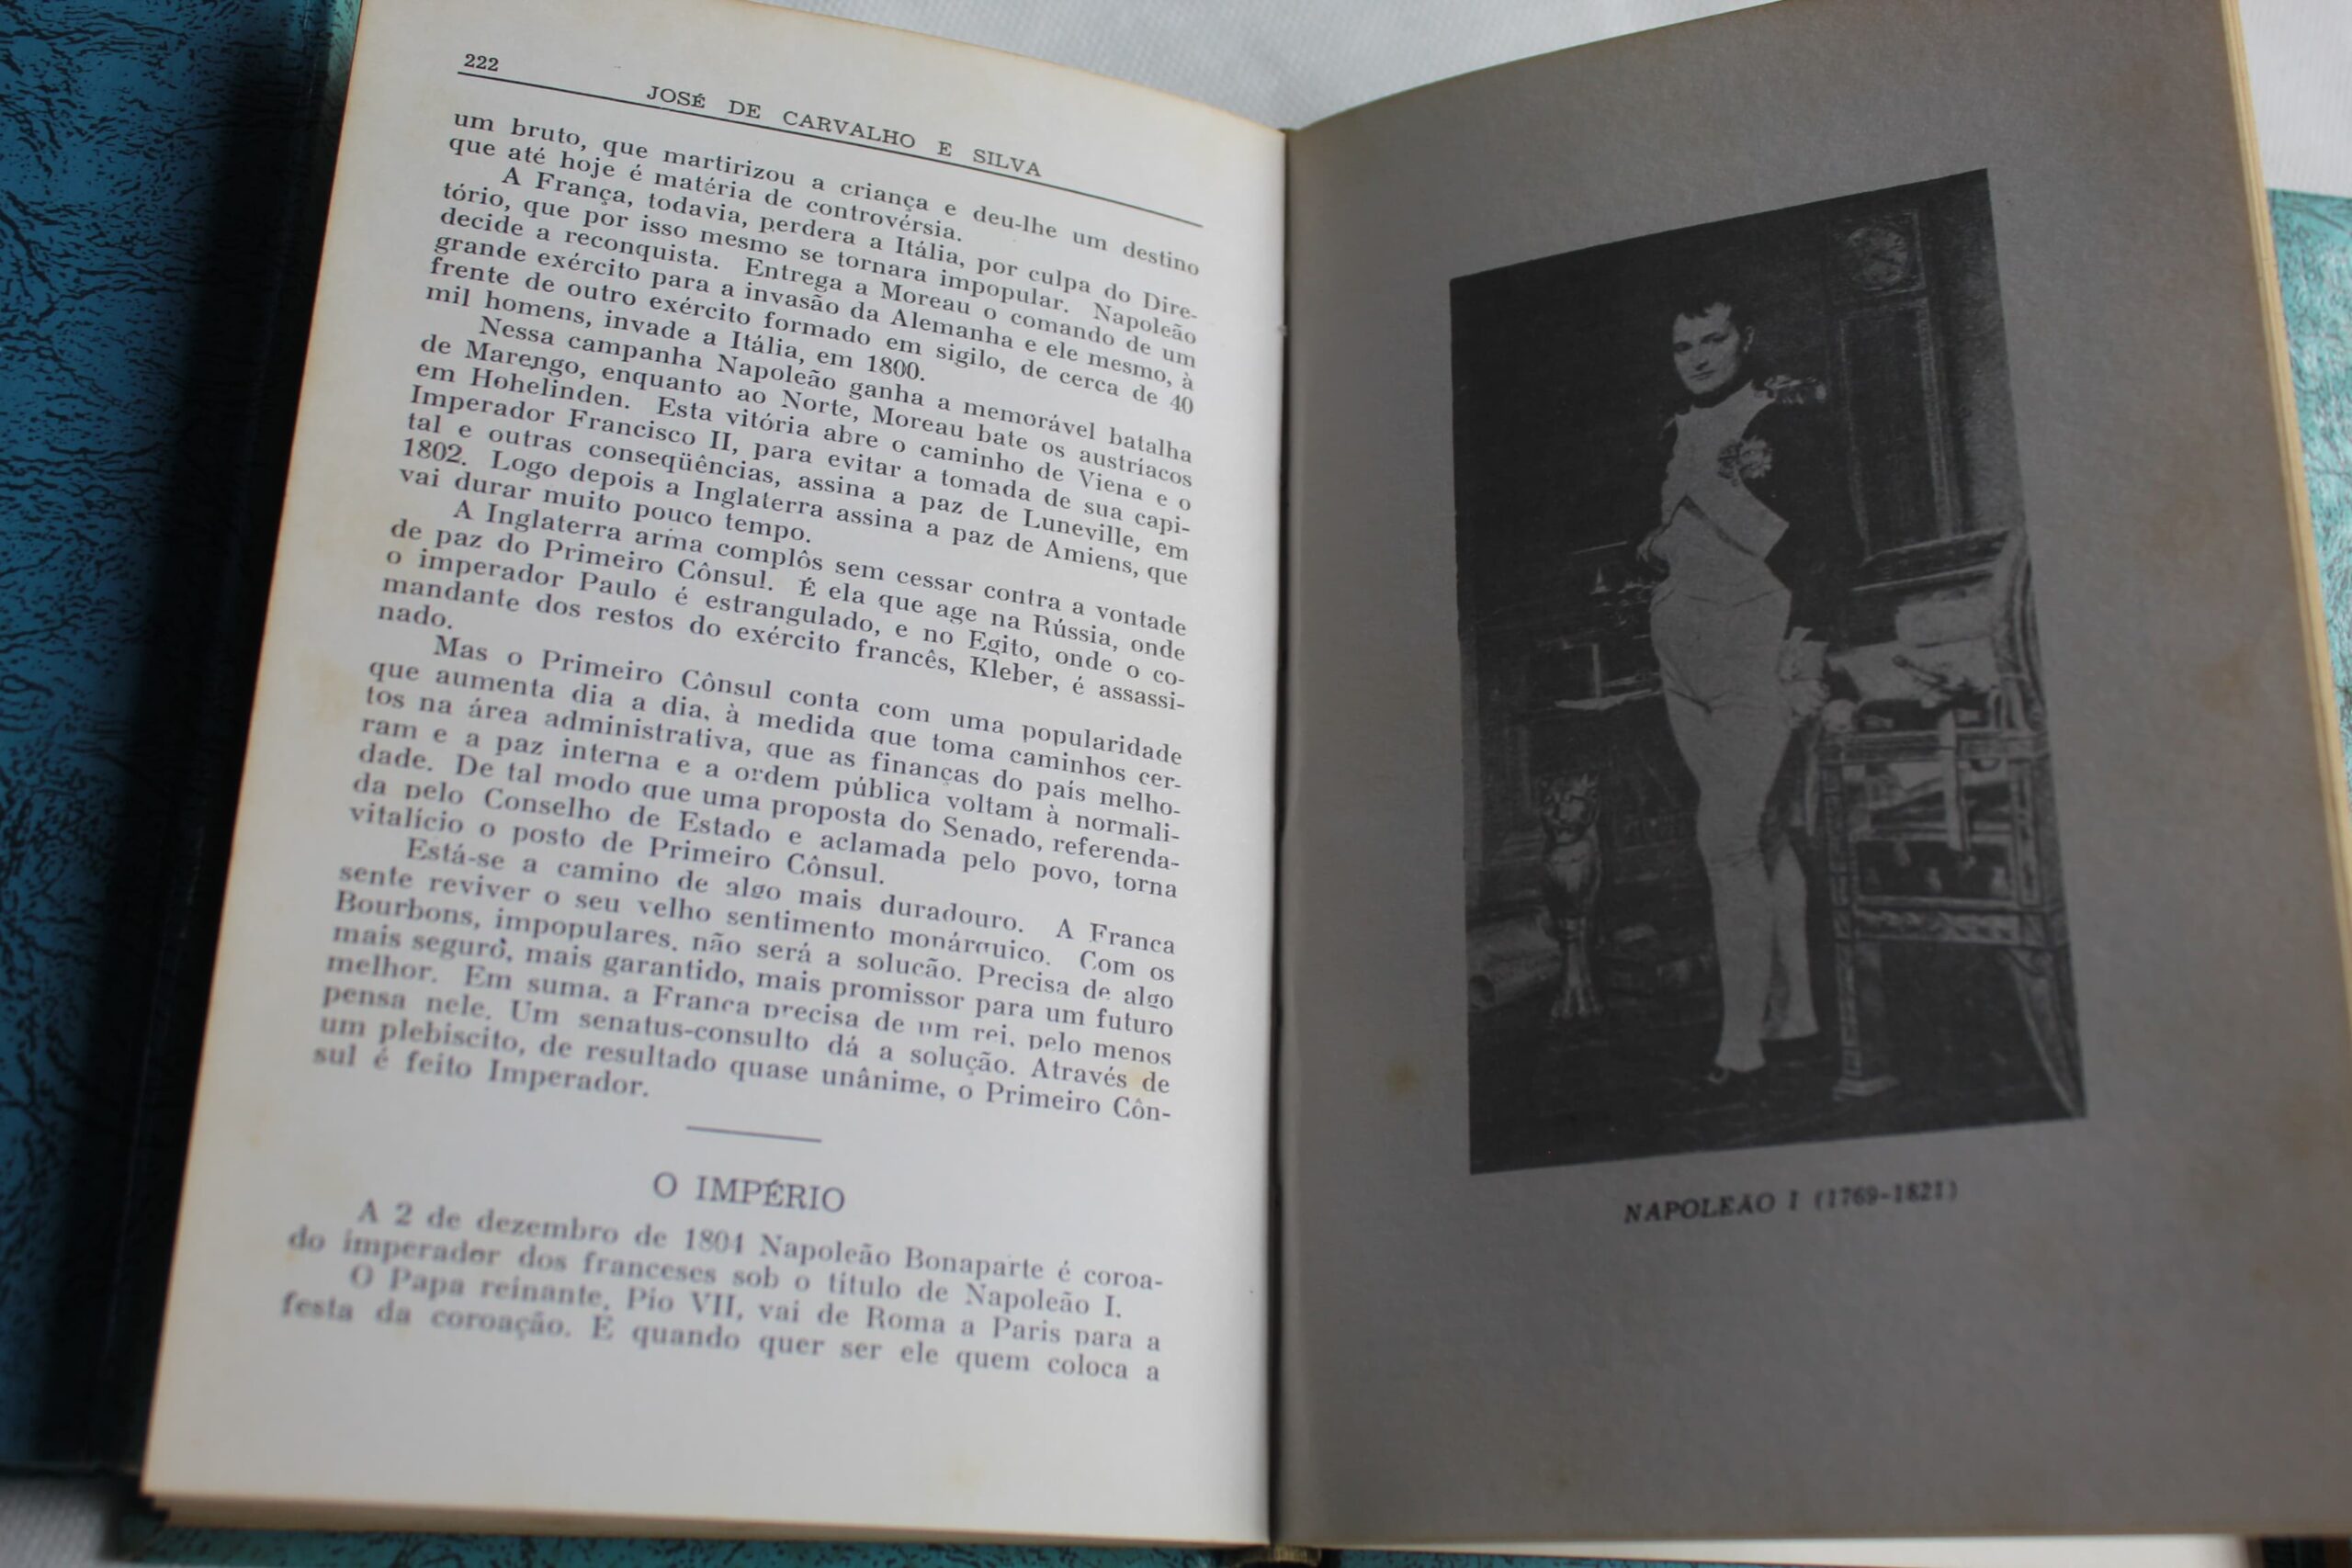 222
JOSÉ DE CARVALHO E SILVA
um bruto, que martirizou a criança e deu-lhe um destino
que até hoje é matéria de controvérsia.
A França, todavia, perdera a Itália, por culpa do Dire-
tório, que por isso mesmo se tornara impopular. Napoleão
decide a reconquista. Entrega a Moreau o comando de um
grande exército para a invasão da Alemanha e ele mesmo, à
frente de outro exército formado em sigilo, de cerca de 40
mil homens, invade a Itália, em 1800.
Nessa campanha Napoleão ganha a memorável batalha
de Marengo, enquanto ao Norte, Moreau bate os austríacos
em Hohelinden. Esta vitória abre o caminho de Viena e o
Imperador Francisco II, para evitar a tomada de sua capi-
tal e outras conseqüências, assina a paz de Luneville, em
1802. Logo depois a Inglaterra assina a paz de Amiens, que
vai durar muito pouco tempo.
A Inglaterra arma complôs sem cessar contra a vontade
de paz do Primeiro Cônsul. É ela que age na Rússia, onde
o imperador Paulo é estrangulado, e no Egito, onde o co-
mandante dos restos do exército francês, Kleber, é assassi-
nado.
Mas o Primeiro Cônsul conta com uma popularidade
que aumenta dia a dia, à medida que toma caminhos cer-
tos na área administrativa, que as finanças do país melho-
ram e a paz interna e a ordem pública voltam à normali-
dade. De tal modo que uma proposta do Senado, referenda-
da pelo Conselho de Estado e aclamada pelo povo, torna
vitalício o posto de Primeiro Cônsul.
Está-se a camino de algo mais duradouro. A Franca
sente reviver o seu velho sentimento monárquico. Com os
Bourbons, impopulares, não será a solucão. Precisa de algo
mais seguro, mais garantido, mais promissor para um futuro
melhor. Em suma, a Franca precisa de um rei, pelo menos
pensa nele. Um senatus-consulto dá a solução. Através de
um plebiscito, de resultado quase unânime, o Primeiro Côn-
sul é feito Imperador.
O IMPÉRIO
A 2 de dezembro de 1804 Napoleão Bonaparte é coroa-
do imperador dos franceses sob o título de Napoleão I.
O Papa reinante, Pio VII, vai de Roma a Paris para a
festa da coroação. E quando quer ser ele quem coloca a
NAPOLEÃO I (1769-1821)